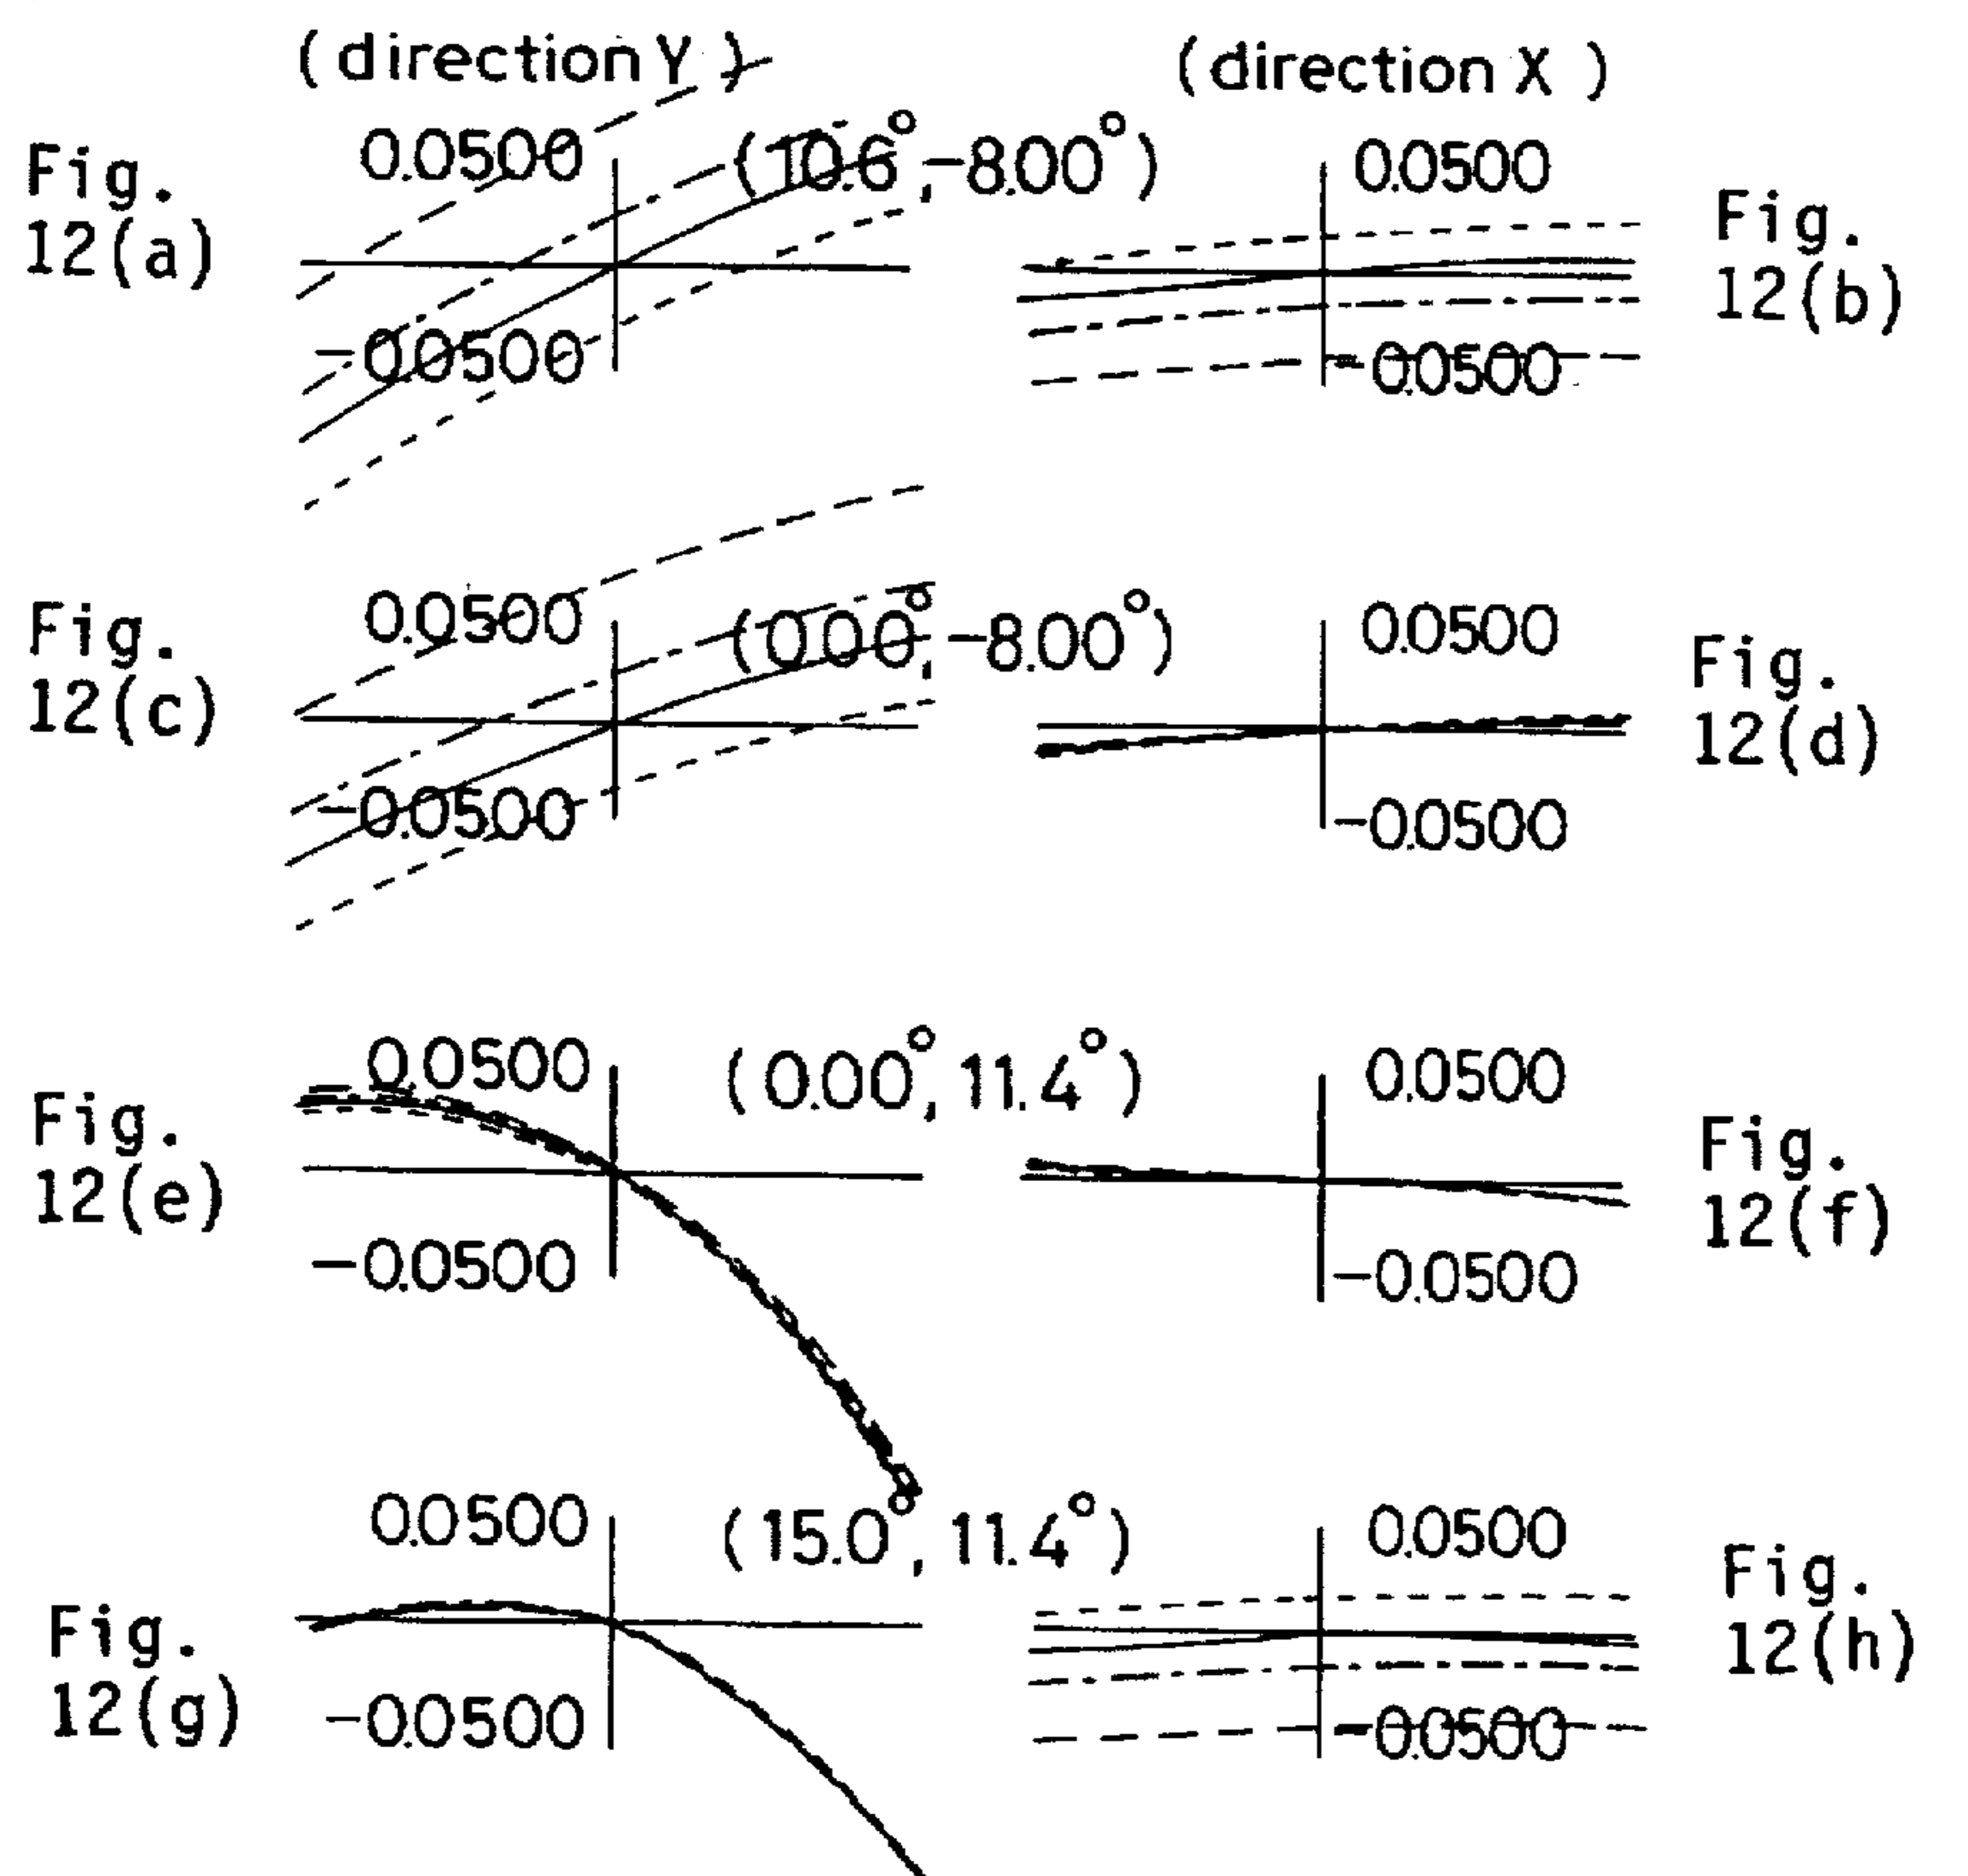 (direction Y) (direction X)
Fig. 12(a)
0.0500
-0.0500
(10.6°, -8.00°)
0.0500
-0.0500
Fig. 12(b)
Fig. 12(c)
0.0500
-0.0500
(0.00°, -8.00°)
0.0500
-0.0500
Fig. 12(d)
Fig. 12(e)
0.0500
-0.0500
(0.00°, 11.4°)
0.0500
-0.0500
Fig. 12(f)
Fig. 12(g)
0.0500
-0.0500
(15.0°, 11.4°)
0.0500
-0.0500
Fig. 12(h)